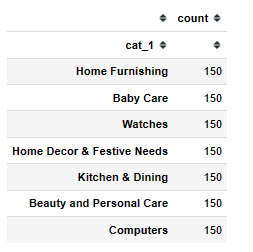 count
cat_1
Home Furnishing 150
Baby Care 150
Watches 150
Home Decor & Festive Needs 150
Kitchen & Dining 150
Beauty and Personal Care 150
Computers 150